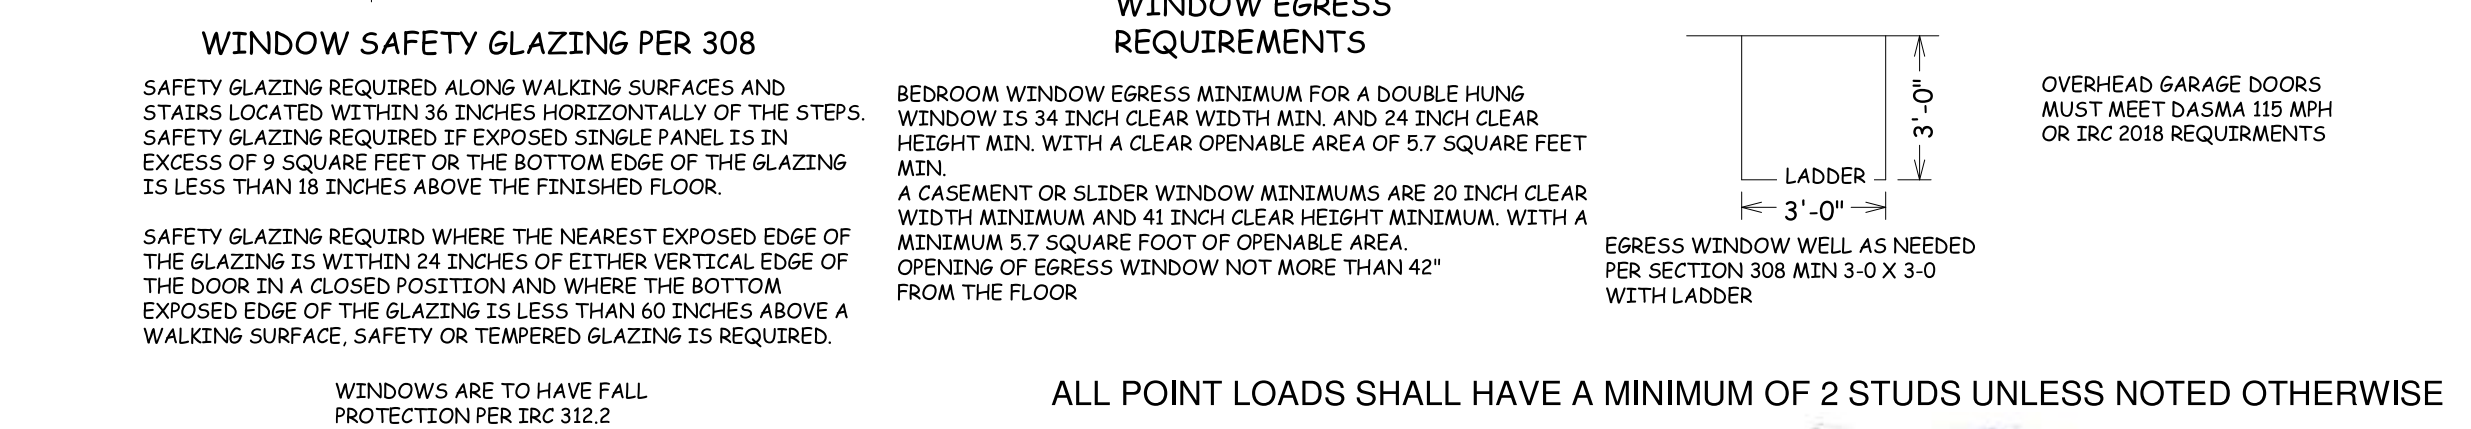 WINDOW SAFETY GLAZING PER 308
SAFETY GLAZING REQUIRED ALONG WALKING SURFACES AND
STAIRS LOCATED WITHIN 36 INCHES HORIZONTALLY OF THE STEPS.
SAFETY GLAZING REQUIRED IF EXPOSED SINGLE PANEL IS IN
EXCESS OF 9 SQUARE FEET OR THE BOTTOM EDGE OF THE GLAZING
IS LESS THAN 18 INCHES ABOVE THE FINISHED FLOOR.
SAFETY GLAZING REQUIRD WHERE THE NEAREST EXPOSED EDGE OF
THE GLAZING IS WITHIN 24 INCHES OF EITHER VERTICAL EDGE OF
THE DOOR IN A CLOSED POSITION AND WHERE THE BOTTOM
EXPOSED EDGE OF THE GLAZING IS LESS THAN 60 INCHES ABOVE A
WALKING SURFACE, SAFETY OR TEMPERED GLAZING IS REQUIRED.
WINDOWS ARE TO HAVE FALL
PROTECTION PER IRC 312.2
WINDOW EGRESS
REQUIREMENTS
BEDROOM WINDOW EGRESS MINIMUM FOR A DOUBLE HUNG
WINDOW IS 34 INCH CLEAR WIDTH MIN. AND 24 INCH CLEAR
HEIGHT MIN. WITH A CLEAR OPENABLE AREA OF 5.7 SQUARE FEET
MIN.
A CASEMENT OR SLIDER WINDOW MINIMUMS ARE 20 INCH CLEAR
WIDTH MINIMUM AND 41 INCH CLEAR HEIGHT MINIMUM. WITH A
MINIMUM 5.7 SQUARE FOOT OF OPENABLE AREA.
OPENING OF EGRESS WINDOW NOT MORE THAN 42"
FROM THE FLOOR
3'-0"
LADDER
3'-0"
EGRESS WINDOW WELL AS NEEDED
PER SECTION 308 MIN 3-0 X 3-0
WITH LADDER
OVERHEAD GARAGE DOORS
MUST MEET DASMA 115 MPH
OR IRC 2018 REQUIRMENTS
ALL POINT LOADS SHALL HAVE A MINIMUM OF 2 STUDS UNLESS NOTED OTHERWISE